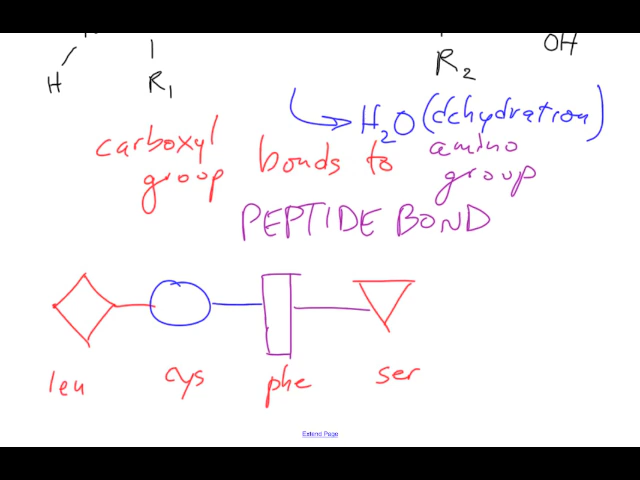 H R₁ R₂ OH
H₂O (dehydration)
carboxyl group bonds to amino group
PEPTIDE BOND
leu cys phe ser
Extend Page